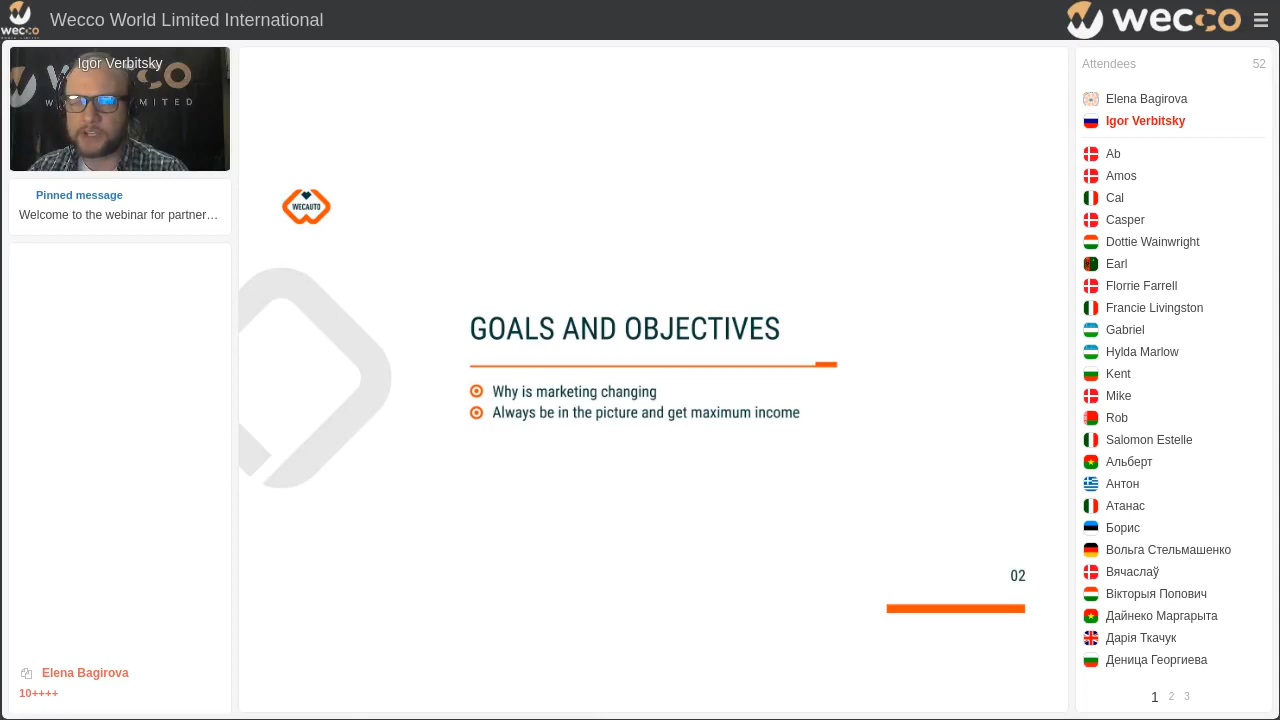 wecco
Wecco World Limited International
wecco
Igor Verbitsky
Pinned message
Welcome to the webinar for partner…
Elena Bagirova
10++++
WECAUTO
GOALS AND OBJECTIVES
Why is marketing changing
Always be in the picture and get maximum income
02
Attendees 52
Elena Bagirova
Igor Verbitsky
Ab
Amos
Cal
Casper
Dottie Wainwright
Earl
Florrie Farrell
Francie Livingston
Gabriel
Hylda Marlow
Kent
Mike
Rob
Salomon Estelle
Альберт
Антон
Атанас
Борис
Вольга Стельмашенко
Вячаслаў
Вікторыя Попович
Дайнеко Маргарыта
Дарія Ткачук
Деница Георгиева
1 2 3